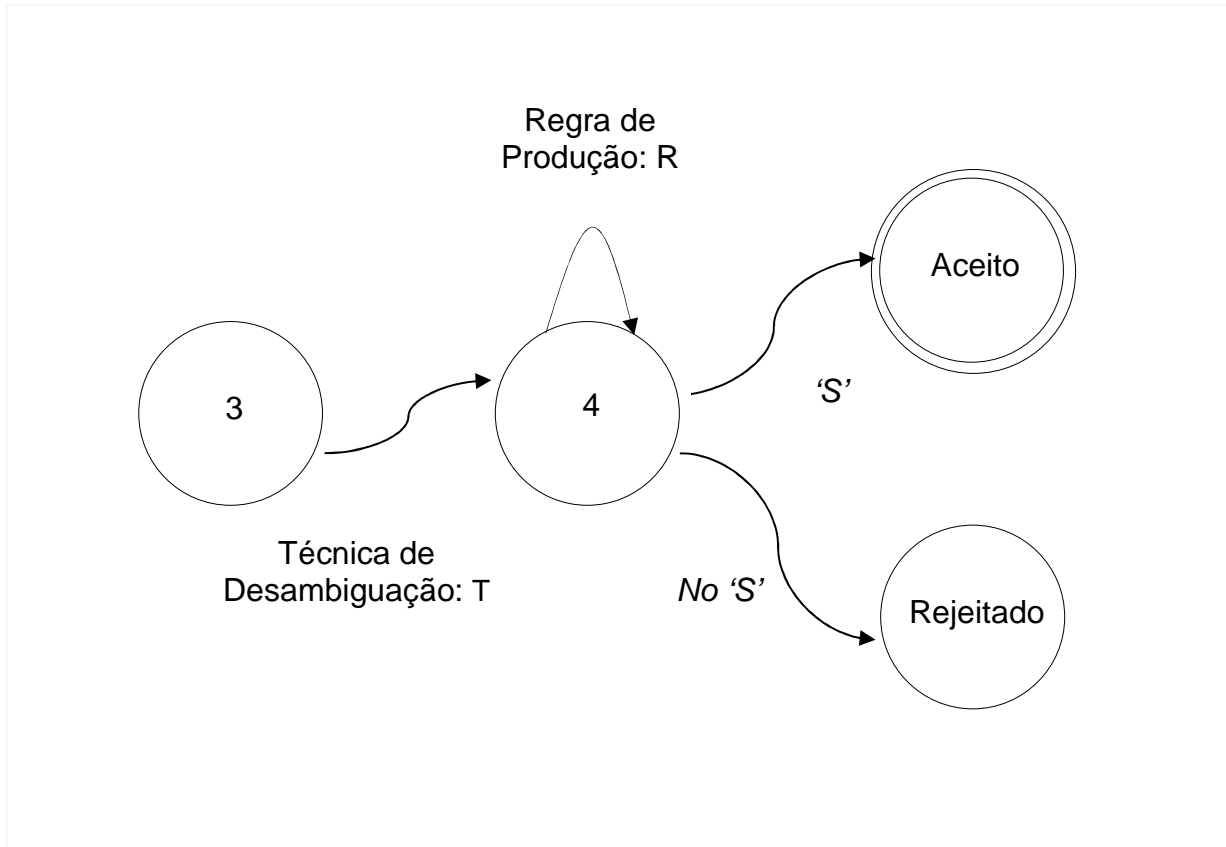 Regra de
Produção: R
Aceito
‘S’
3
4
Técnica de
Desambiguação: T
No ‘S’
Rejeitado